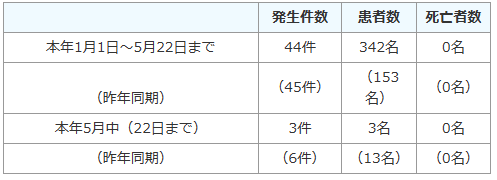 発生件数 患者数 死亡者数
本年1月1日～5月22日まで 44件 342名 0名
（昨年同期） （45件） （153名） （0名）
本年5月中（22日まで） 3件 3名 0名
（昨年同期） （6件） （13名） （0名）